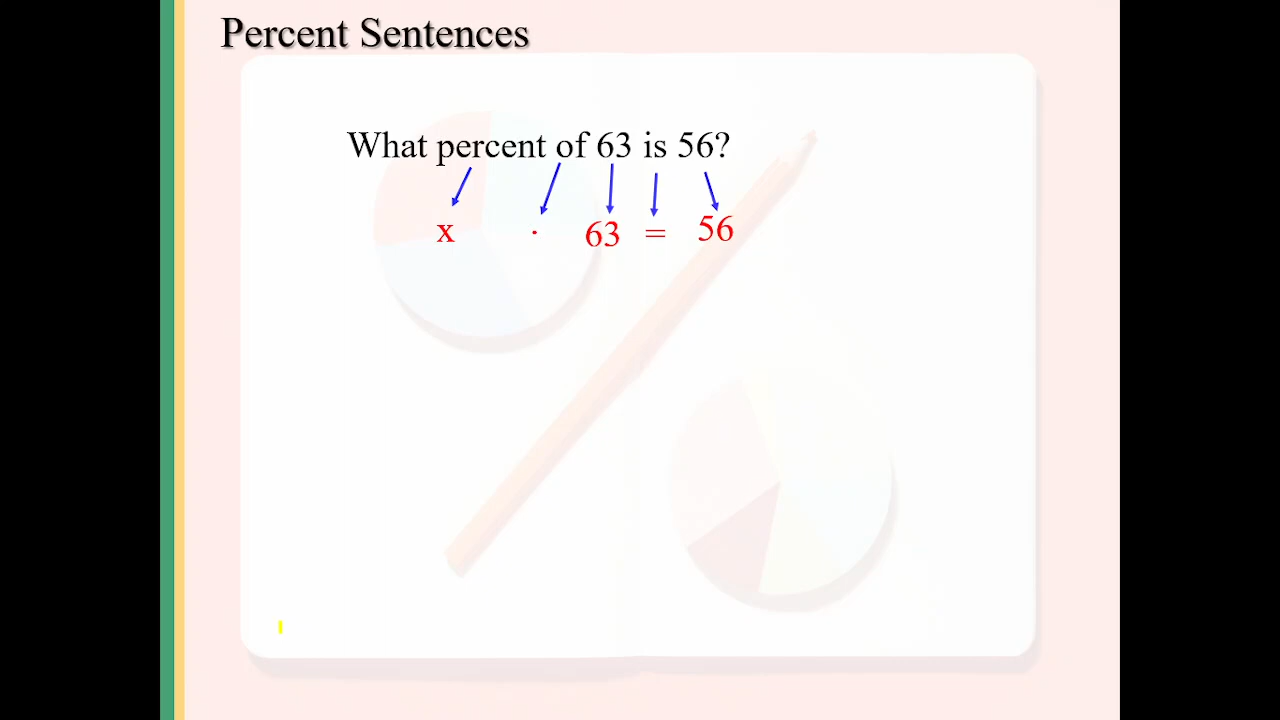 Percent Sentences
What percent of 63 is 56?
x · 63 = 56